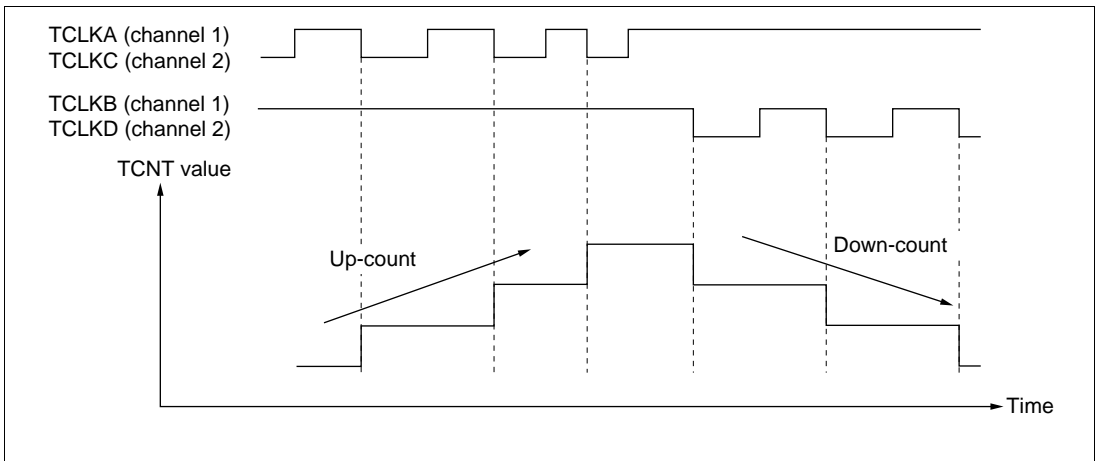 TCLKA (channel 1)
TCLKC (channel 2)
TCLKB (channel 1)
TCLKD (channel 2)
TCNT value
Up-count
Down-count
Time